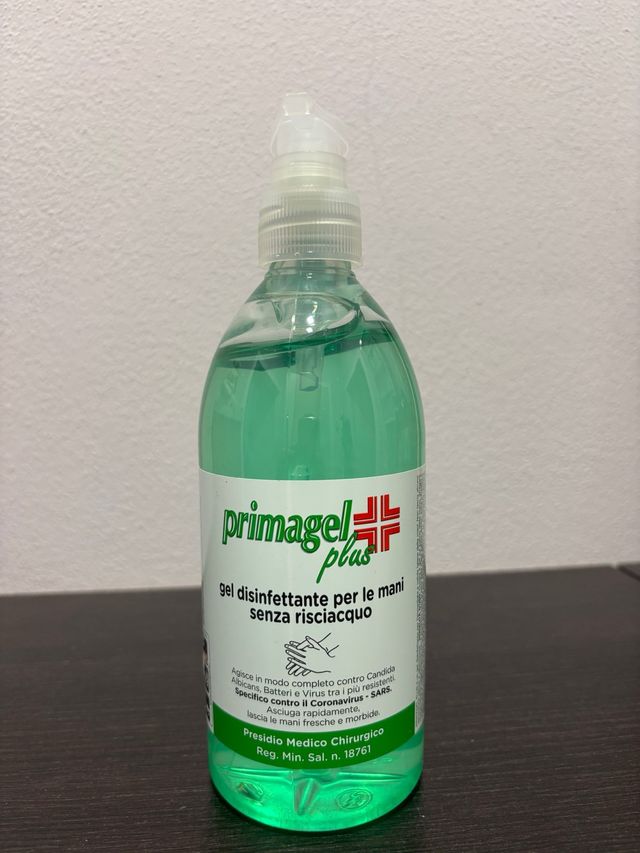 primagel
plus
gel disinfettante per le mani
senza risciacquo
Agisce in modo completo contro Candida
Albicans, Batteri e Virus tra i più resistenti.
Specifico contro il Coronavirus - SARS.
Asciuga rapidamente,
lascia le mani fresche e morbide.
Presidio Medico Chirurgico
Reg. Min. Sal. n. 18761